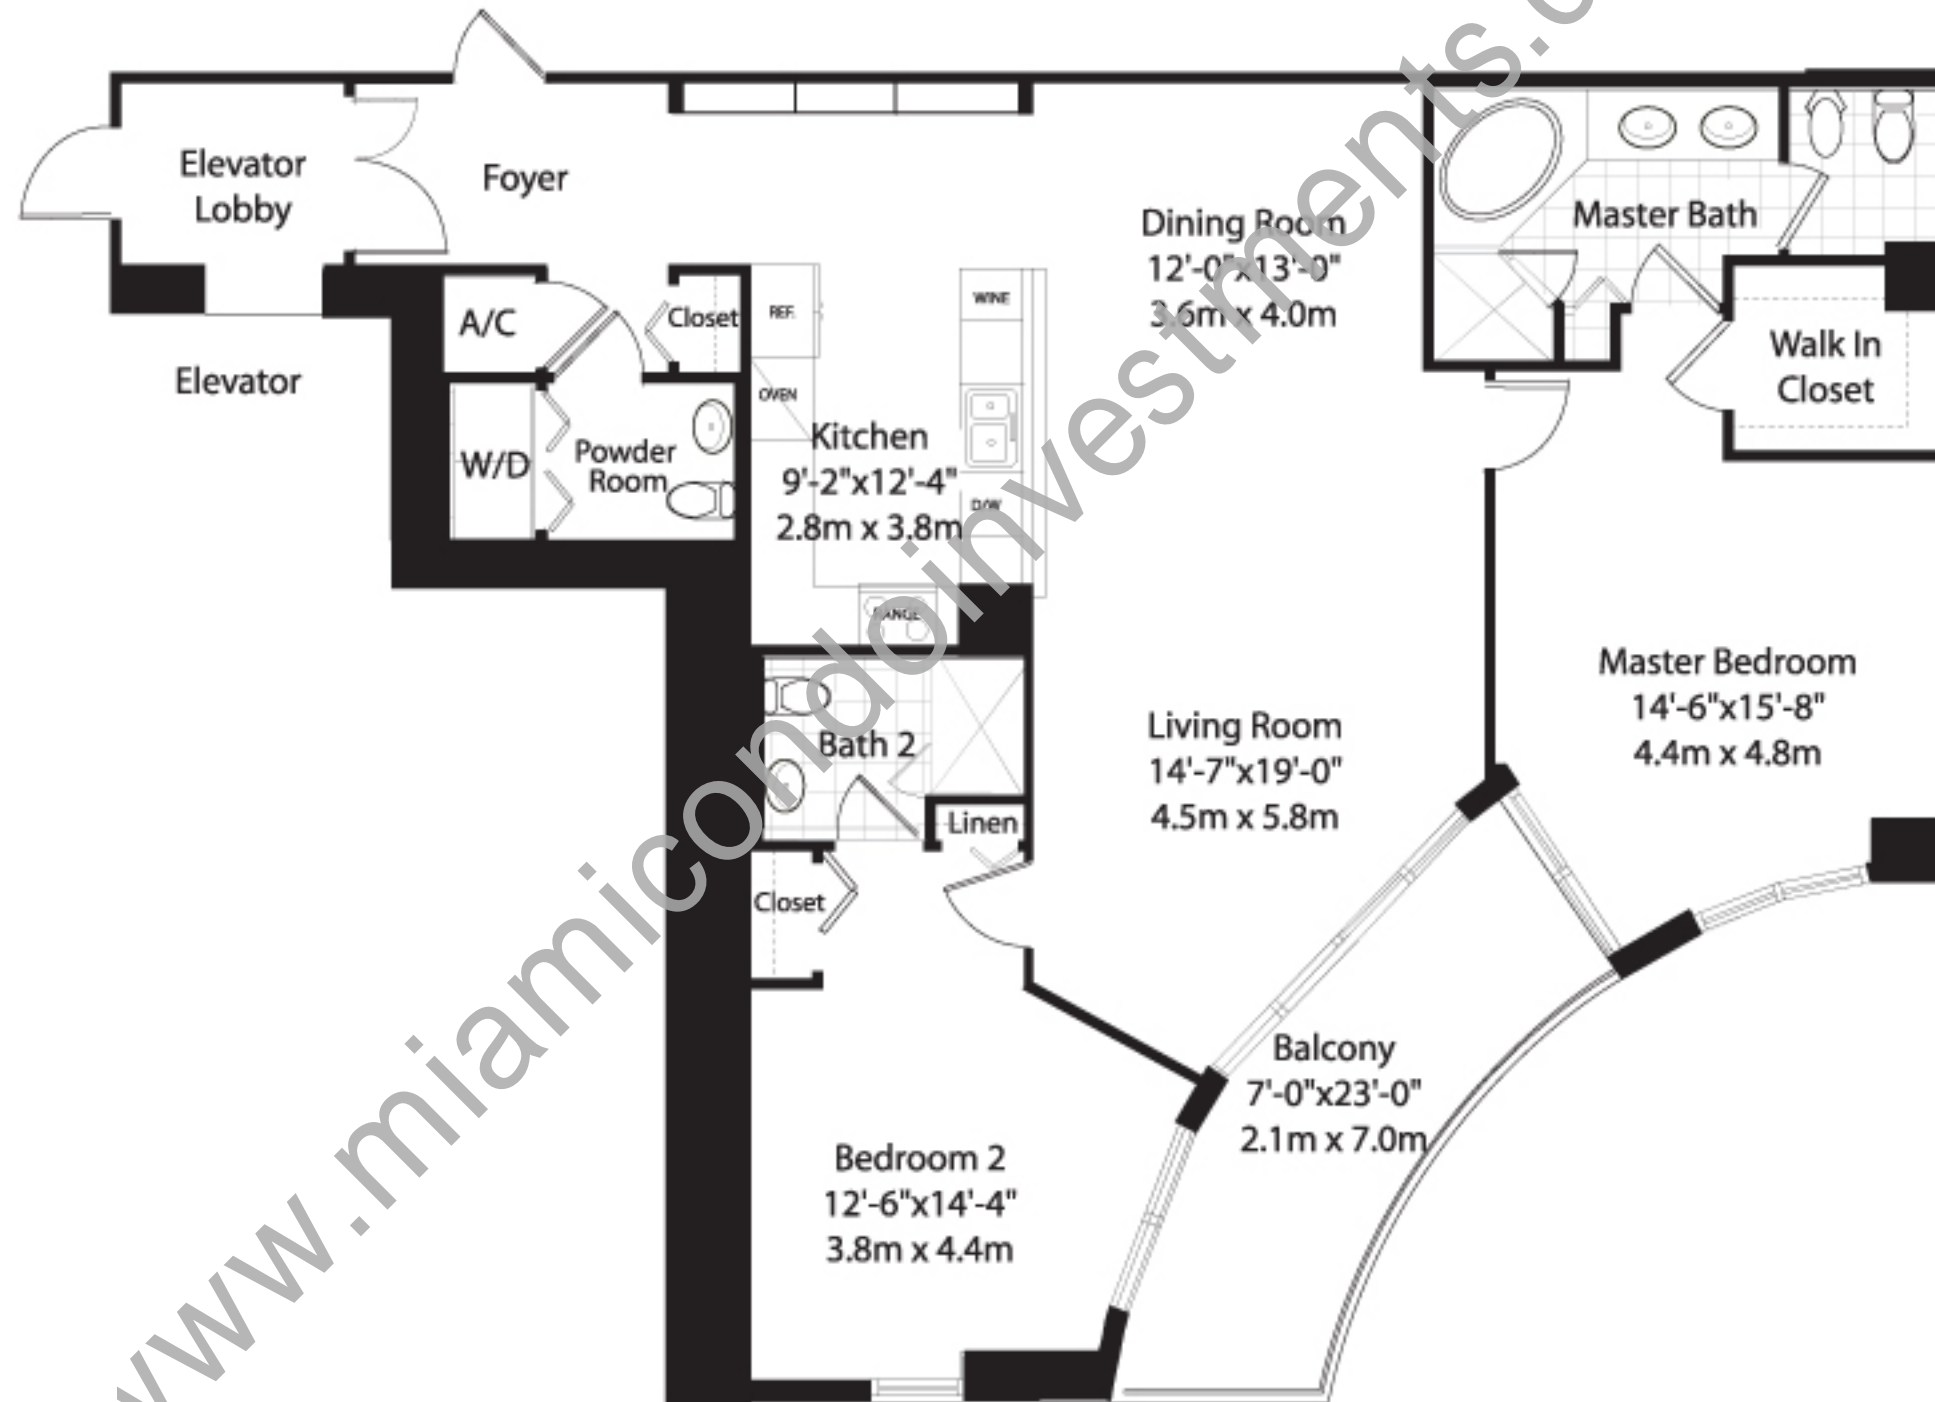 Elevator
Lobby
Foyer
Dining Room
12'-0"x13'-0"
3.6m x 4.0m
Master Bath
A/C
Closet
REF.
WINE
Walk In
Closet
Elevator
OVEN
Kitchen
9'-2"x12'-4"
2.8m x 3.8m
W/D
Powder
Room
D/W
RANGE
Master Bedroom
14'-6"x15'-8"
4.4m x 4.8m
Bath 2
Living Room
14'-7"x19'-0"
4.5m x 5.8m
Linen
Closet
Balcony
7'-0"x23'-0"
2.1m x 7.0m
Bedroom 2
12'-6"x14'-4"
3.8m x 4.4m
www.miamicondoinvestments.c